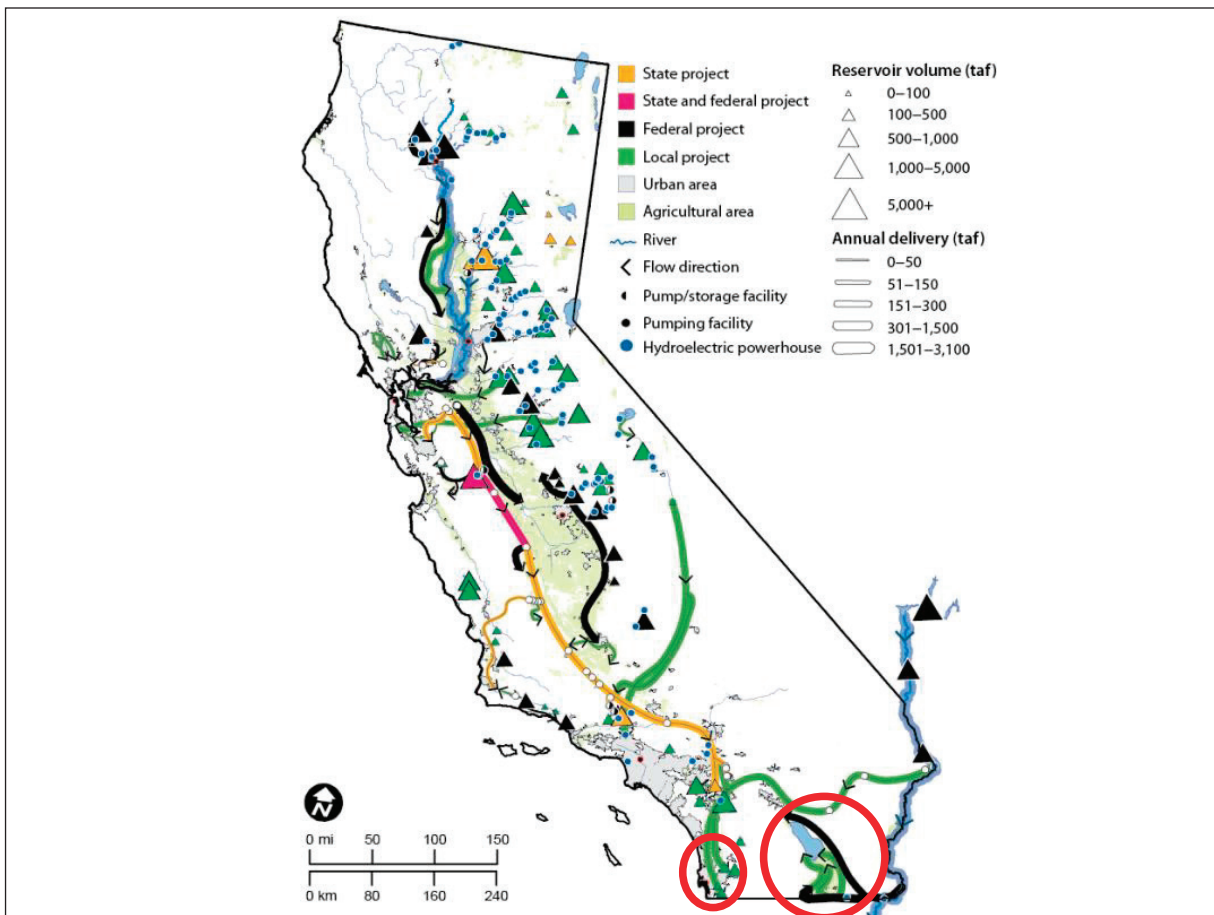 State project
State and federal project
Federal project
Local project
Urban area
Agricultural area
River
Flow direction
Pump/storage facility
Pumping facility
Hydroelectric powerhouse
Reservoir volume (taf)
0–100
100–500
500–1,000
1,000–5,000
5,000+
Annual delivery (taf)
0–50
51–150
151–300
301–1,500
1,501–3,100
N
0 mi 50 100 150
0 km 80 160 240